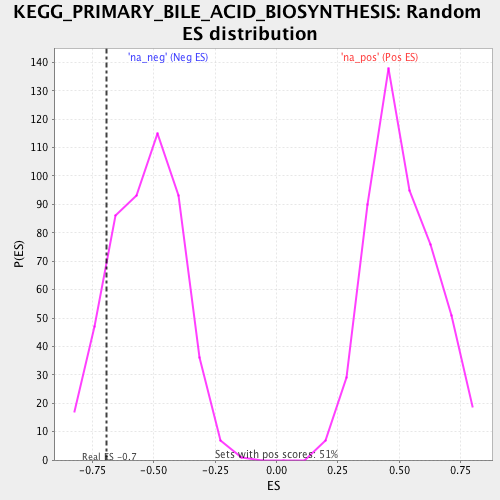 KEGG_PRIMARY_BILE_ACID_BIOSYNTHESIS: Random
ES distribution
'na_neg' (Neg ES)
'na_pos' (Pos ES)
140
130
120
110
100
90
80
70
60
50
40
30
20
10
0
P(ES)
Real ES -0.7
Sets with pos scores: 51%
-0.75
-0.50
-0.25
0.00
0.25
0.50
0.75
ES